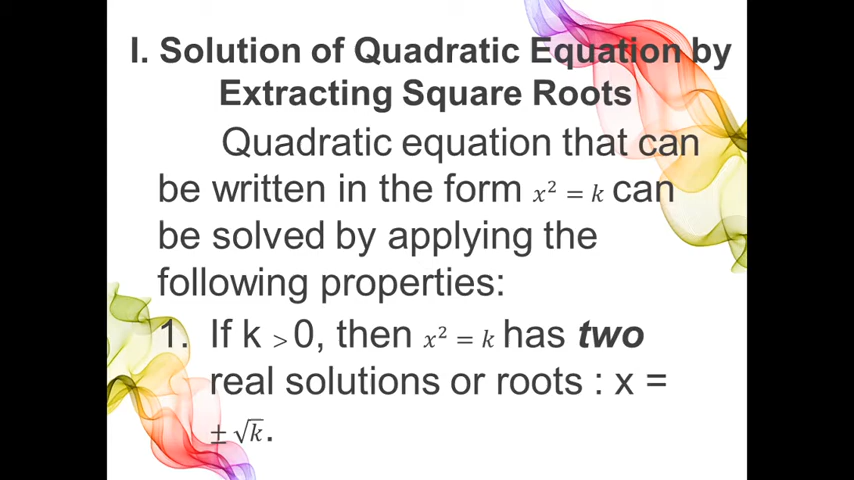 I. Solution of Quadratic Equation by
Extracting Square Roots
Quadratic equation that can
be written in the form x² = k can
be solved by applying the
following properties:
1. If k > 0, then x² = k has two
real solutions or roots : x =
± √k.